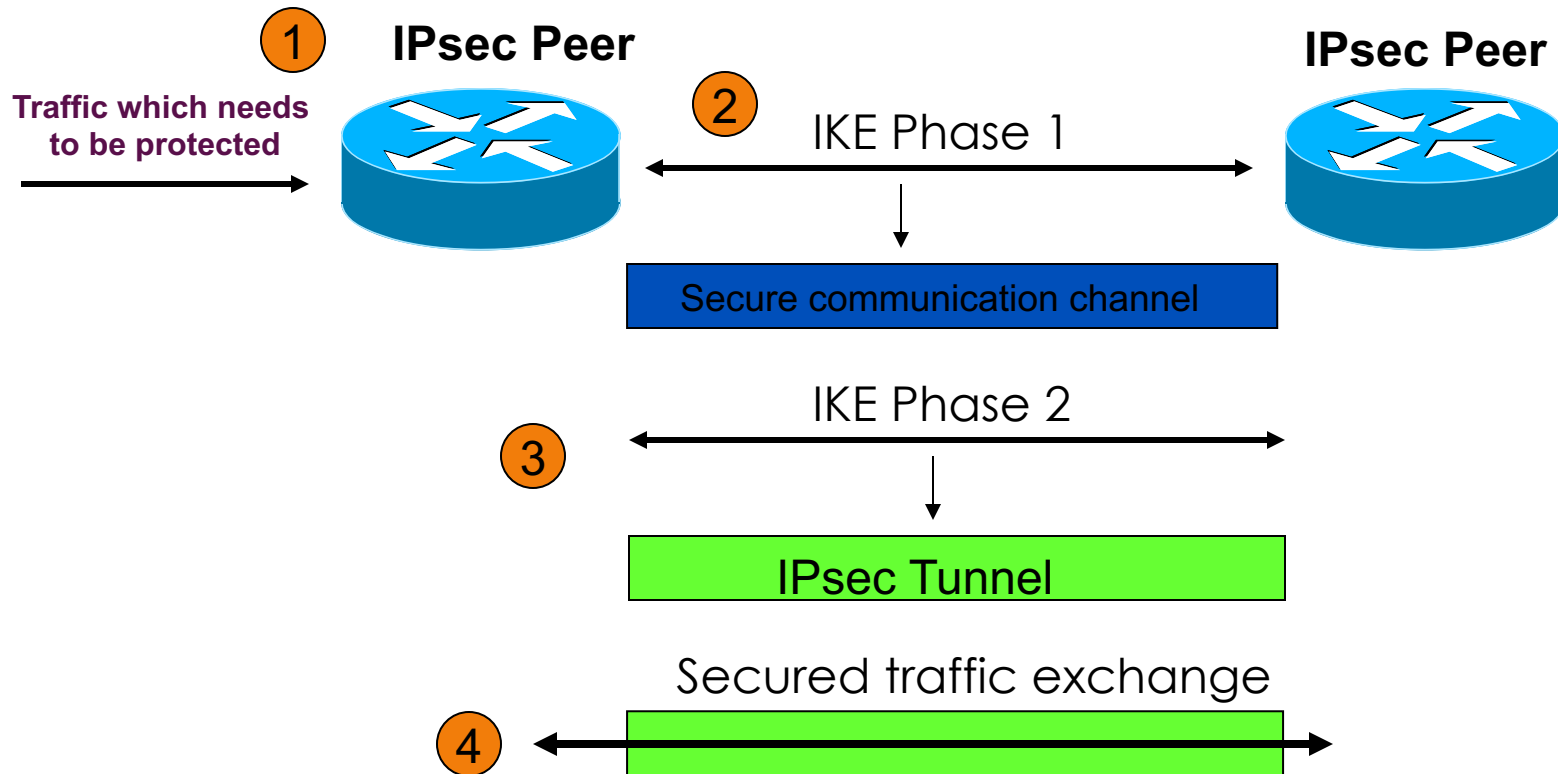 1
IPsec Peer
IPsec Peer
Traffic which needs
to be protected
2
IKE Phase 1
Secure communication channel
IKE Phase 2
3
IPsec Tunnel
Secured traffic exchange
4